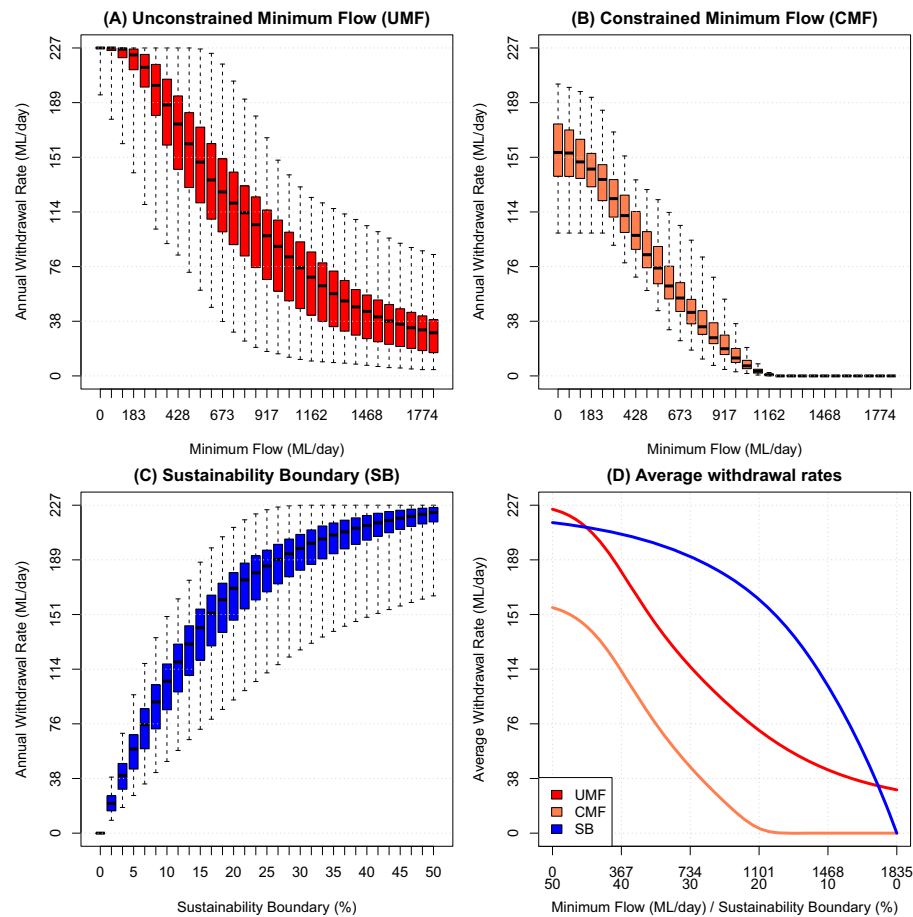 (A) Unconstrained Minimum Flow (UMF)
Annual Withdrawal Rate (ML/day)
227
189
151
114
76
38
0
0 183 428 673 917 1162 1468 1774
Minimum Flow (ML/day)
(B) Constrained Minimum Flow (CMF)
Annual Withdrawal Rate (ML/day)
227
189
151
114
76
38
0
0 183 428 673 917 1162 1468 1774
Minimum Flow (ML/day)
(C) Sustainability Boundary (SB)
Annual Withdrawal Rate (ML/day)
227
189
151
114
76
38
0
0 5 10 15 20 25 30 35 40 45 50
Sustainability Boundary (%)
(D) Average withdrawal rates
Average Withdrawal Rate (ML/day)
227
189
151
114
76
38
0
UMF
CMF
SB
0 367 734 1101 1468 1835
50 40 30 20 10 0
Minimum Flow (ML/day) / Sustainability Boundary (%)